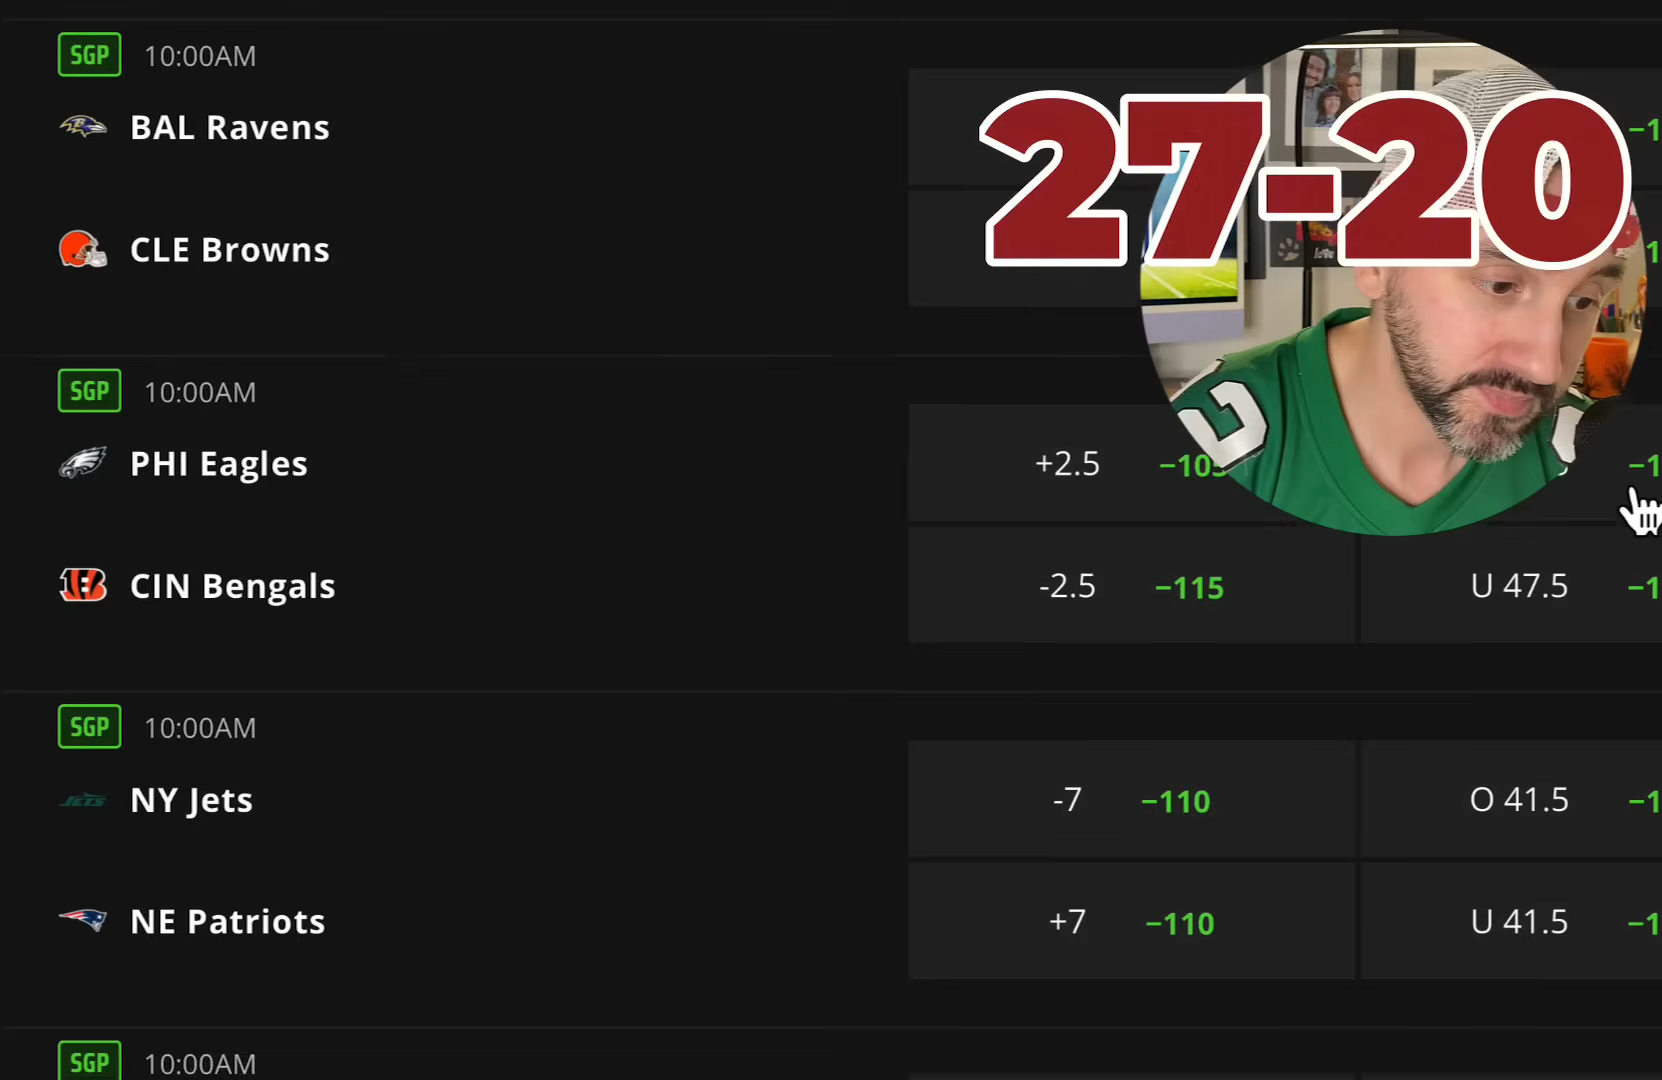 SGP 10:00AM
BAL Ravens
27-20
CLE Browns
SGP 10:00AM
PHI Eagles +2.5 −105
CIN Bengals -2.5 −115 U 47.5
SGP 10:00AM
NY Jets -7 −110 O 41.5
NE Patriots +7 −110 U 41.5
SGP 10:00AM